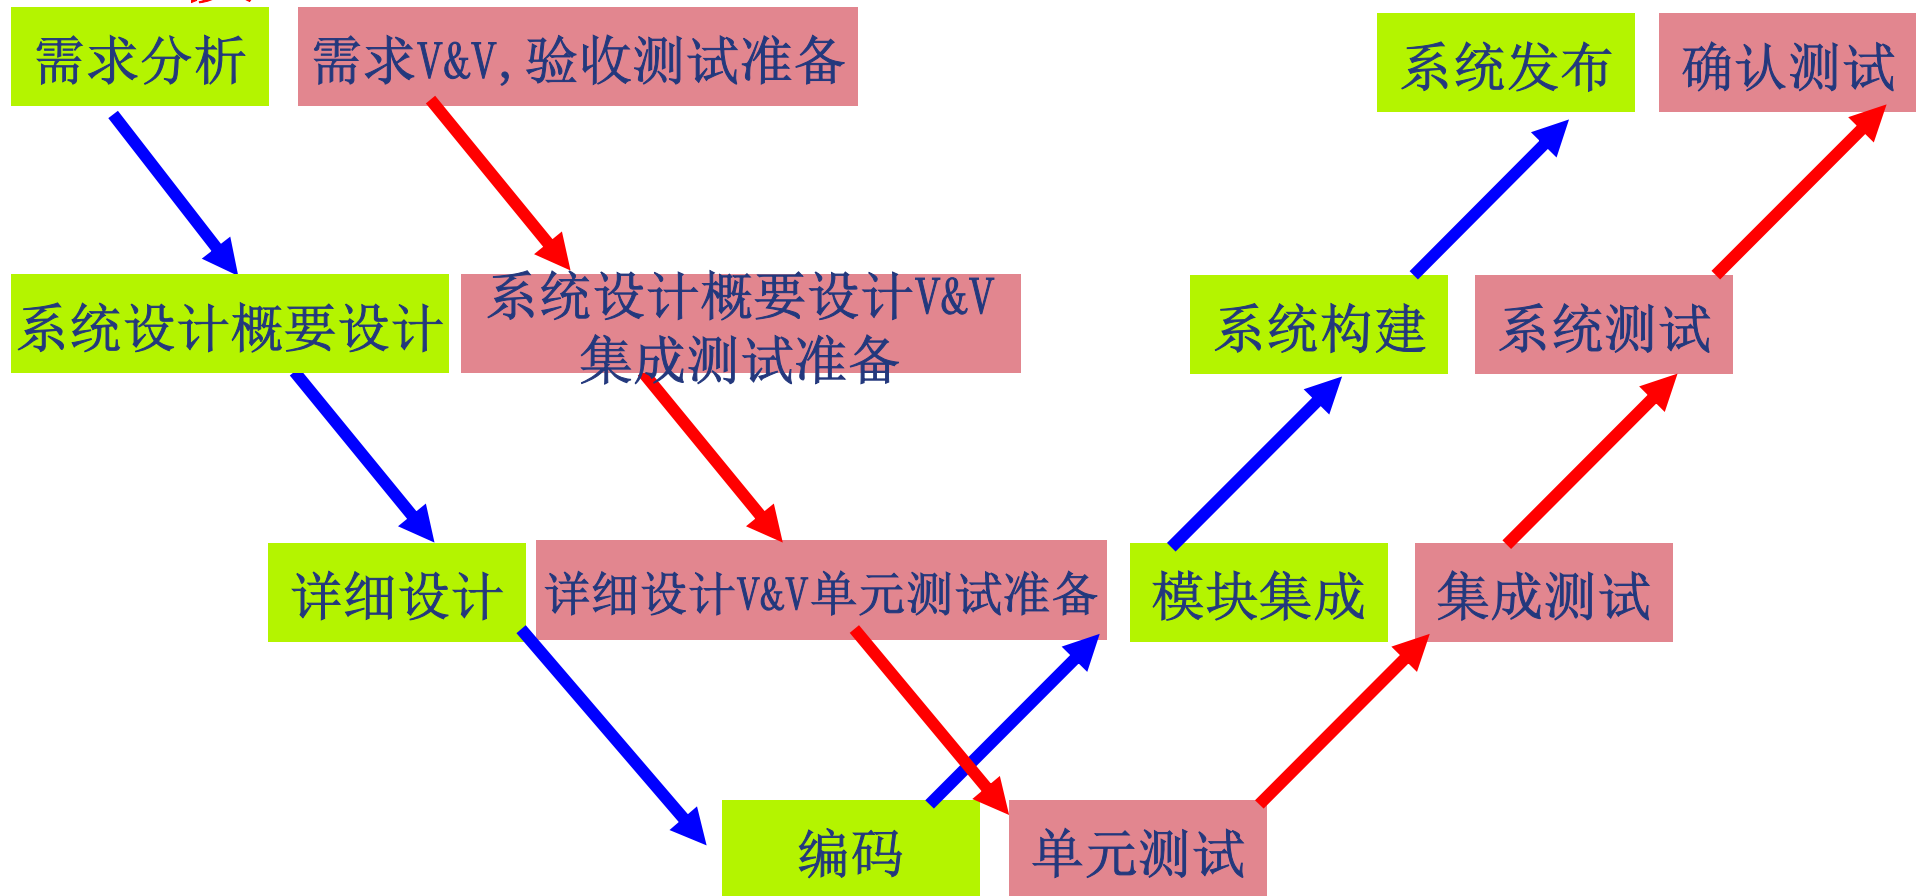 需求分析
需求V&V,验收测试准备
系统发布
确认测试
系统设计概要设计
系统设计概要设计V&V
集成测试准备
系统构建
系统测试
详细设计
详细设计V&V单元测试准备
模块集成
集成测试
编码
单元测试